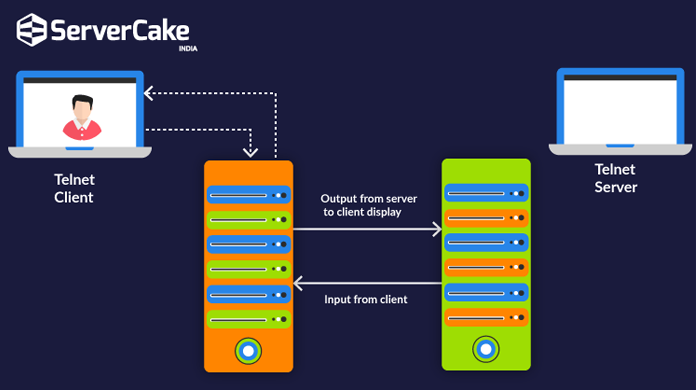 ServerCake
INDIA
Telnet
Client
Telnet
Server
Output from server
to client display
Input from client